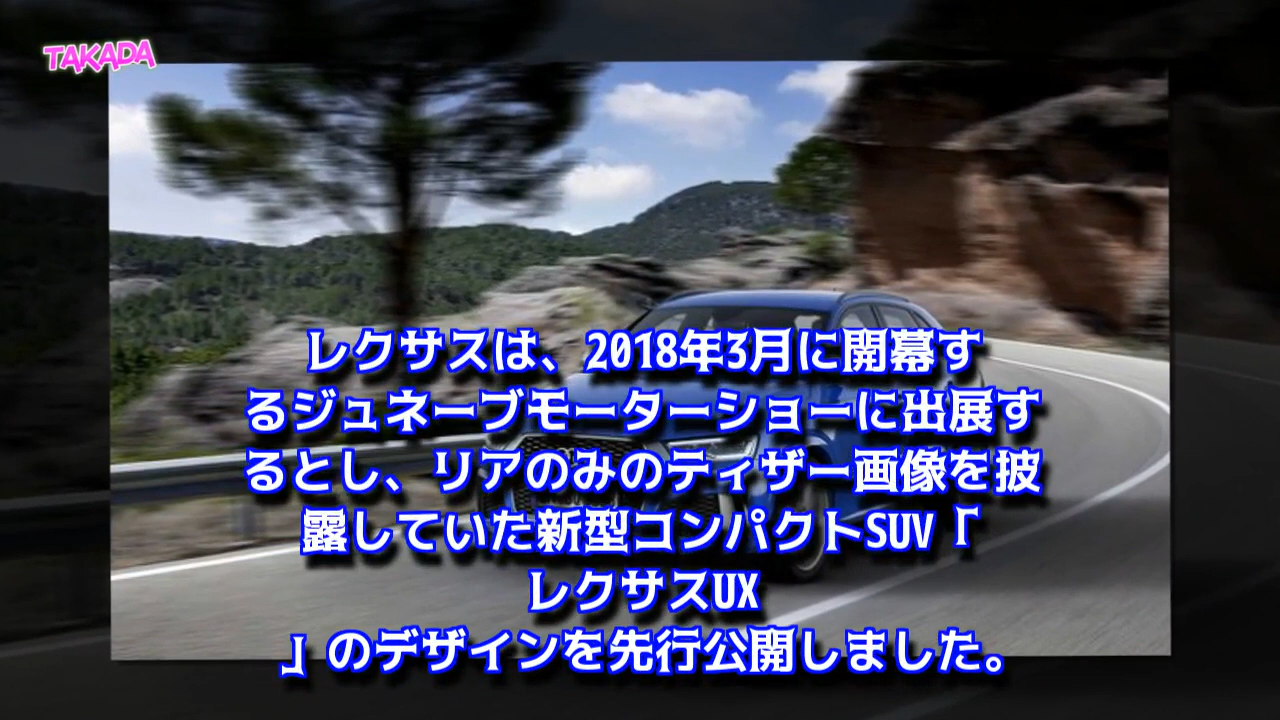 TAKADA
レクサスは、2018年3月に開幕す
るジュネーブモーターショーに出展す
るとし、リアのみのティザー画像を披
露していた新型コンパクトSUV「
レクサスUX
」のデザインを先行公開しました。